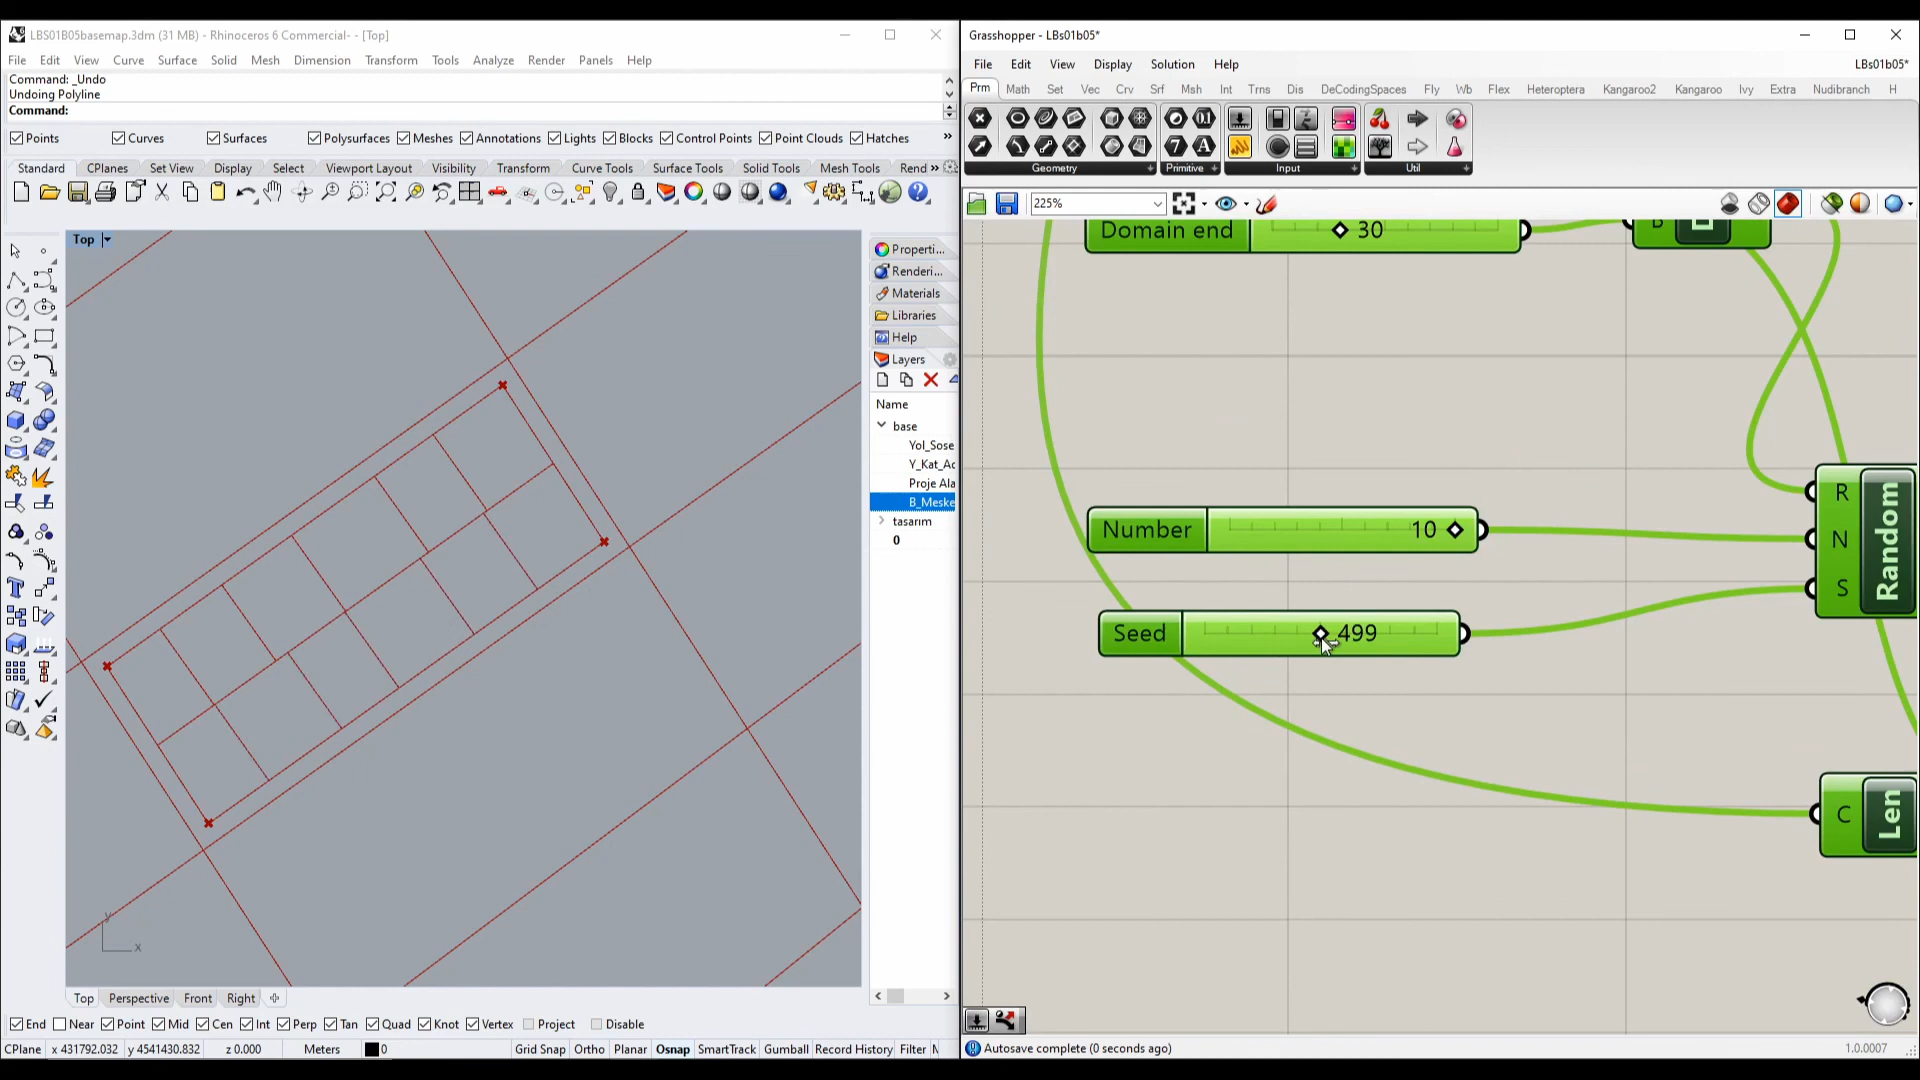 LBS01B05basemap.3dm (31 MB) - Rhinoceros 6 Commercial- - [Top]
File Edit View Curve Surface Solid Mesh Dimension Transform Tools Analyze Render Panels Help
Command: _Undo
Undoing Polyline
Command:
Points Curves Surfaces Polysurfaces Meshes Annotations Lights Blocks Control Points Point Clouds Hatches »
Standard CPlanes Set View Display Select Viewport Layout Visibility Transform Curve Tools Surface Tools Solid Tools Mesh Tools Rend »
Top
Properti...
Renderi...
Materials
Libraries
Help
Layers
Name
base
Yol_Sose
Y_Kat_Ac
Proje Ala
B_Meske
tasarım
0
y
x
Top Perspective Front Right
End Near Point Mid Cen Int Perp Tan Quad Knot Vertex Project Disable
CPlane x 431792.032 y 4541430.832 z 0.000 Meters 0 Grid Snap Ortho Planar Osnap SmartTrack Gumball Record History Filter
Grasshopper - LBs01b05*
File Edit View Display Solution Help LBs01b05*
Prm Math Set Vec Crv Srf Msh Int Trns Dis DeCodingSpaces Fly Wb Flex Heteroptera Kangaroo2 Kangaroo Ivy Extra Nudibranch H
Geometry Primitive Input Util
225%
Domain end 30
Number 10
Seed 499
R
N
S
Random
C
Len
Autosave complete (0 seconds ago) 1.0.0007